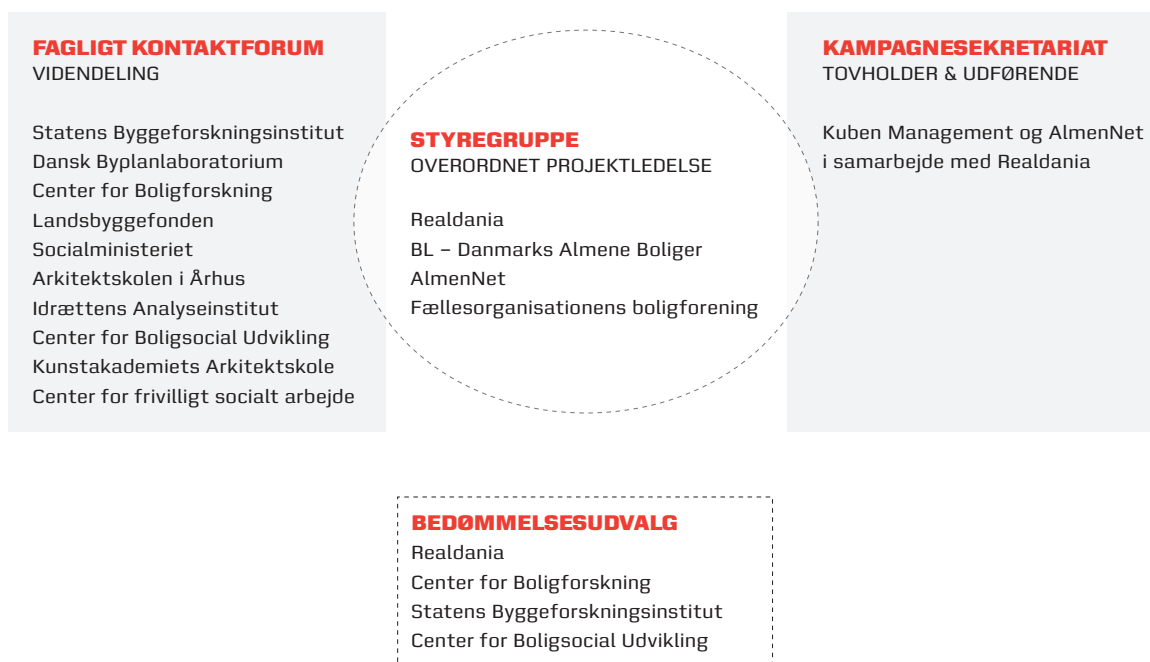 FAGLIGT KONTAKTFORUM
VIDENDELING
Statens Byggeforskningsinstitut
Dansk Byplanlaboratorium
Center for Boligforskning
Landsbyggefonden
Socialministeriet
Arkitektskolen i Århus
Idrættens Analyseinstitut
Center for Boligsocial Udvikling
Kunstakademiets Arkitektskole
Center for frivilligt socialt arbejde
STYREGRUPPE
OVERORDNET PROJEKTLEDELSE
Realdania
BL – Danmarks Almene Boliger
AlmenNet
Fællesorganisationens boligforening
KAMPAGNESEKRETARIAT
TOVHOLDER & UDFØRENDE
Kuben Management og AlmenNet
i samarbejde med Realdania
BEDØMMELSESUDVALG
Realdania
Center for Boligforskning
Statens Byggeforskningsinstitut
Center for Boligsocial Udvikling